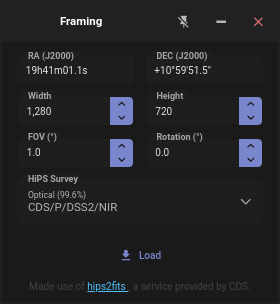 Framing
RA (J2000)
DEC (J2000)
19h41m01.1s
+10°59'51.5"
Width
Height
1,280
720
FOV (°)
Rotation (°)
1.0
0.0
HiPS Survey
Optical (99.6%)
CDS/P/DSS2/NIR
Load
Made use of hips2fits , a service provided by CDS.